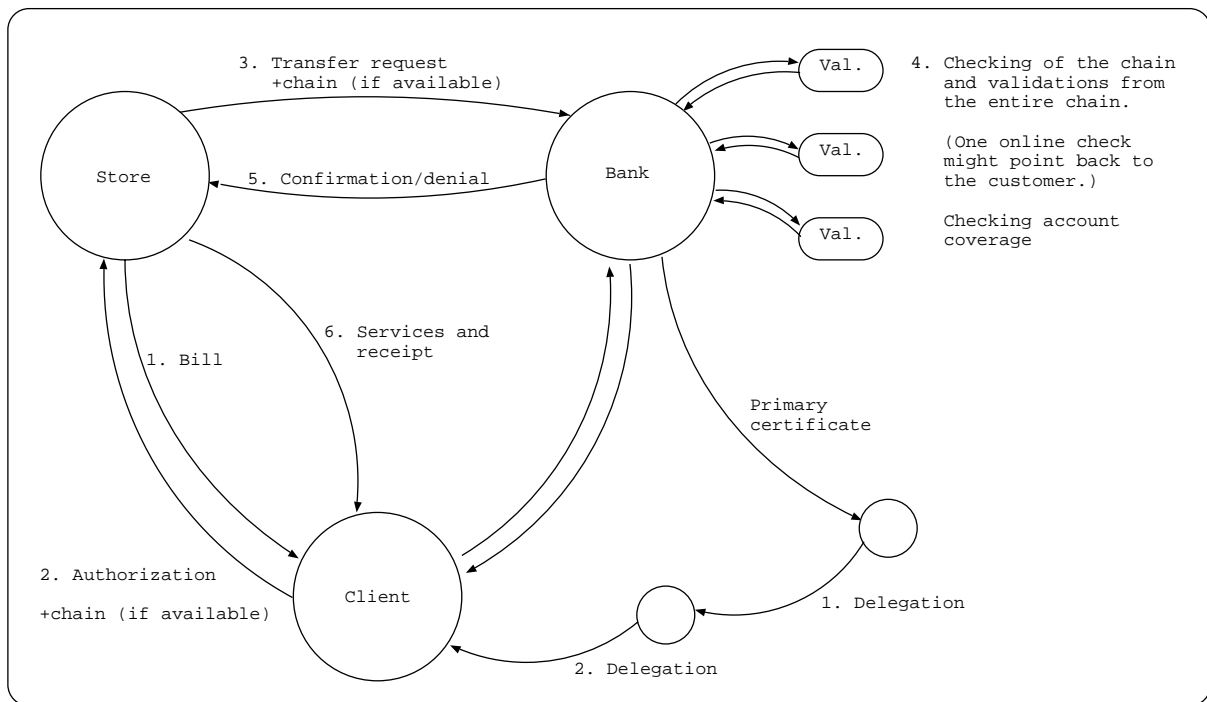 3. Transfer request
+chain (if available)
Val.
4. Checking of the chain
and validations from
the entire chain.
(One online check
might point back to
the customer.)
Checking account
coverage
Val.
Val.
Store
Bank
5. Confirmation/denial
6. Services and
receipt
1. Bill
Primary
certificate
2. Authorization
+chain (if available)
Client
1. Delegation
2. Delegation